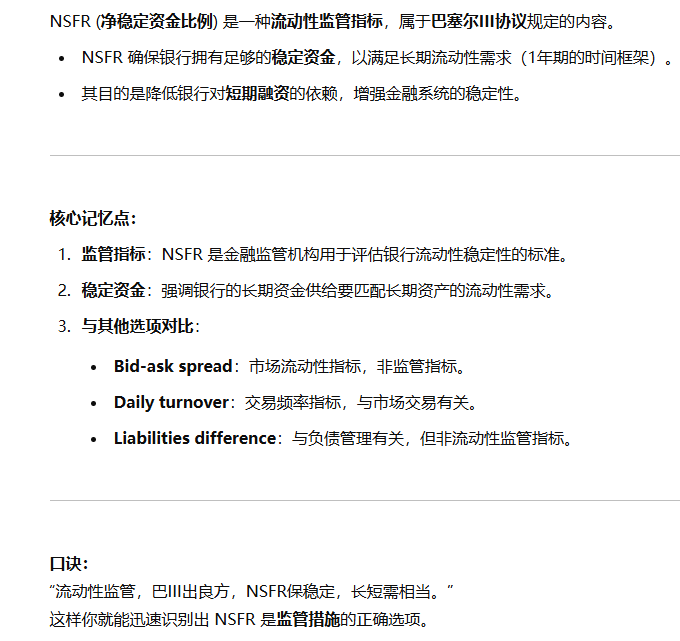 NSFR (净稳定资金比例) 是一种流动性监管指标，属于巴塞尔III协议规定的内容。
• NSFR 确保银行拥有足够的稳定资金，以满足长期流动性需求（1年期的时间框架）。
• 其目的是降低银行对短期融资的依赖，增强金融系统的稳定性。
核心记忆点：
1. 监管指标：NSFR 是金融监管机构用于评估银行流动性稳定性的标准。
2. 稳定资金：强调银行的长期资金供给要匹配长期资产的流动性需求。
3. 与其他选项对比：
• Bid-ask spread：市场流动性指标，非监管指标。
• Daily turnover：交易频率指标，与市场交易有关。
• Liabilities difference：与负债管理有关，但非流动性监管指标。
口诀：
“流动性监管，巴III出良方，NSFR保稳定，长短需相当。”
这样你就能迅速识别出 NSFR 是监管措施的正确选项。